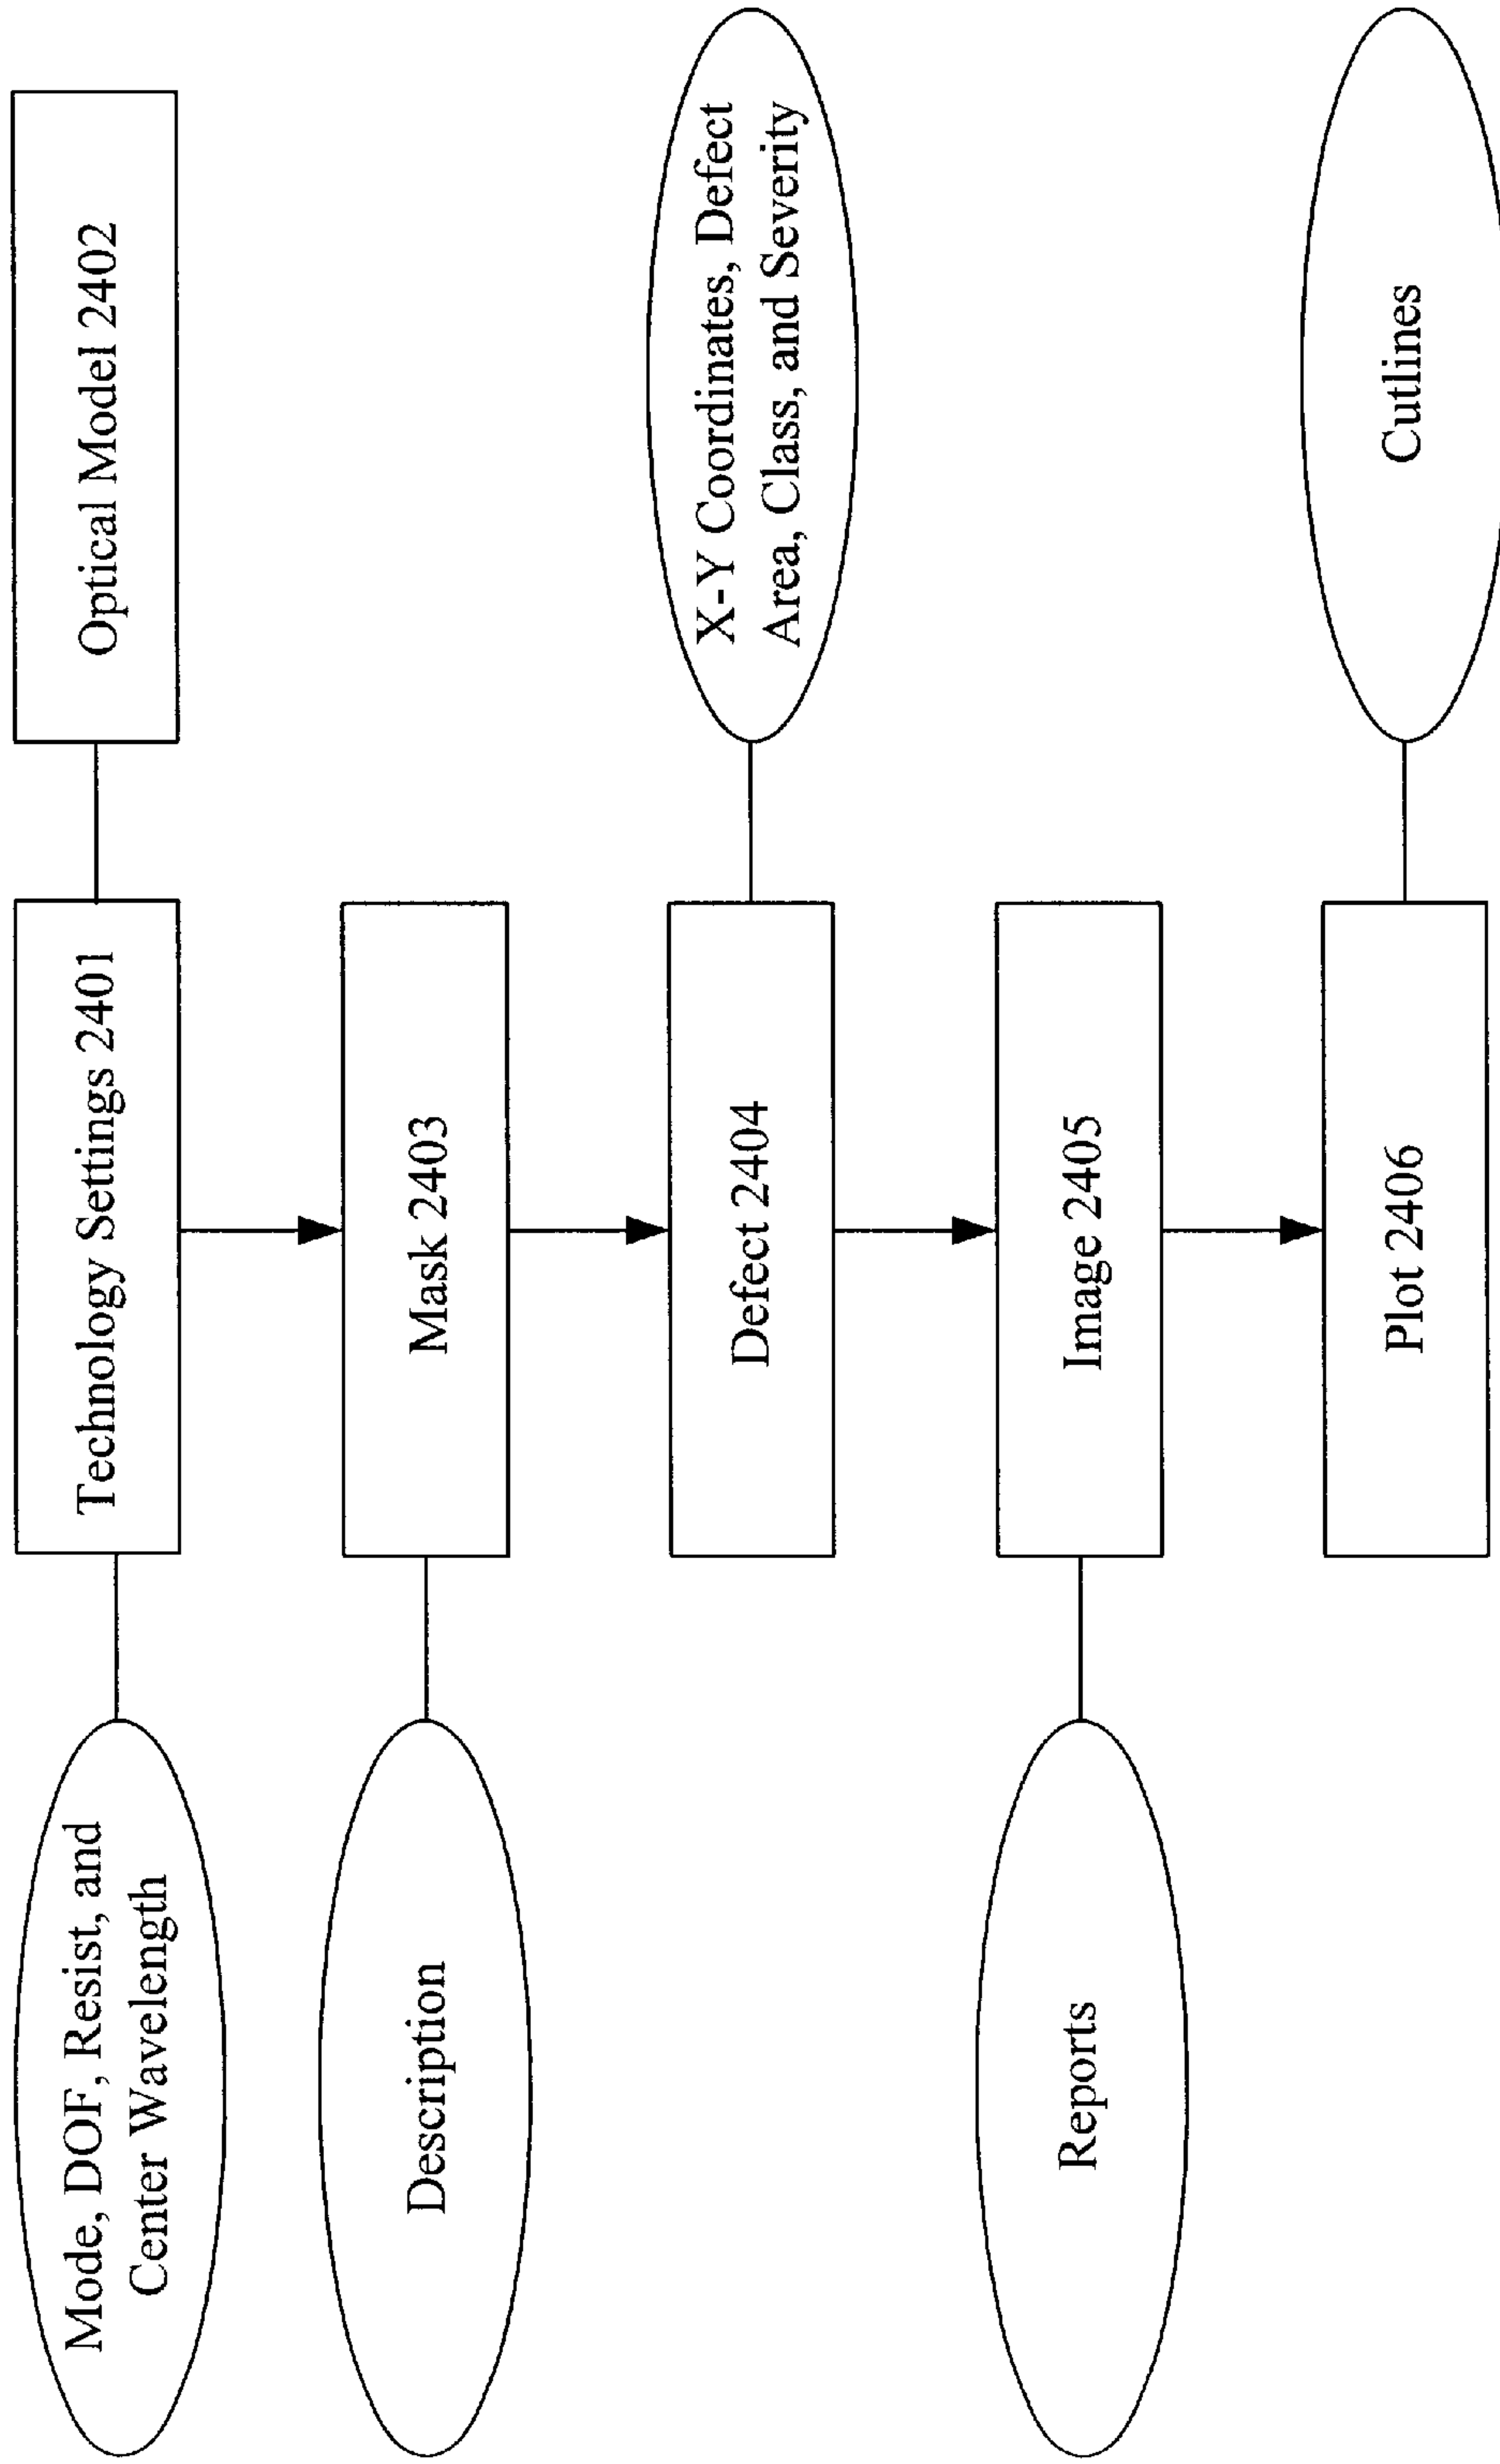 Mode, DOF, Resist, and
Center Wavelength
Technology Settings 2401
Optical Model 2402
Description
Mask 2403
Defect 2404
X-Y Coordinates, Defect
Area, Class, and Severity
Reports
Image 2405
Plot 2406
Cutlines